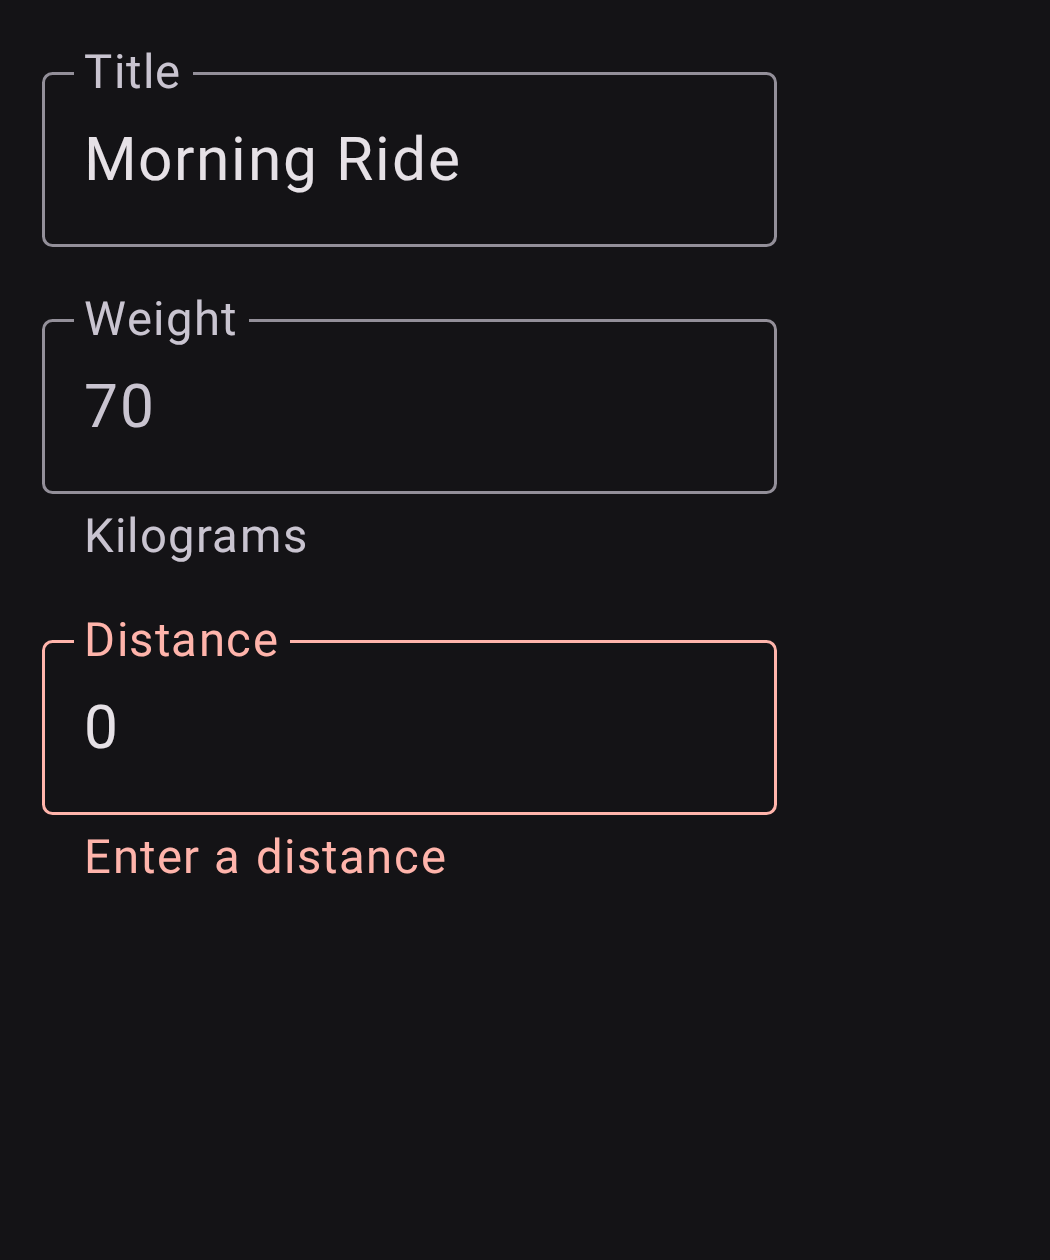 Title
Morning Ride
Weight
70
Kilograms
Distance
0
Enter a distance